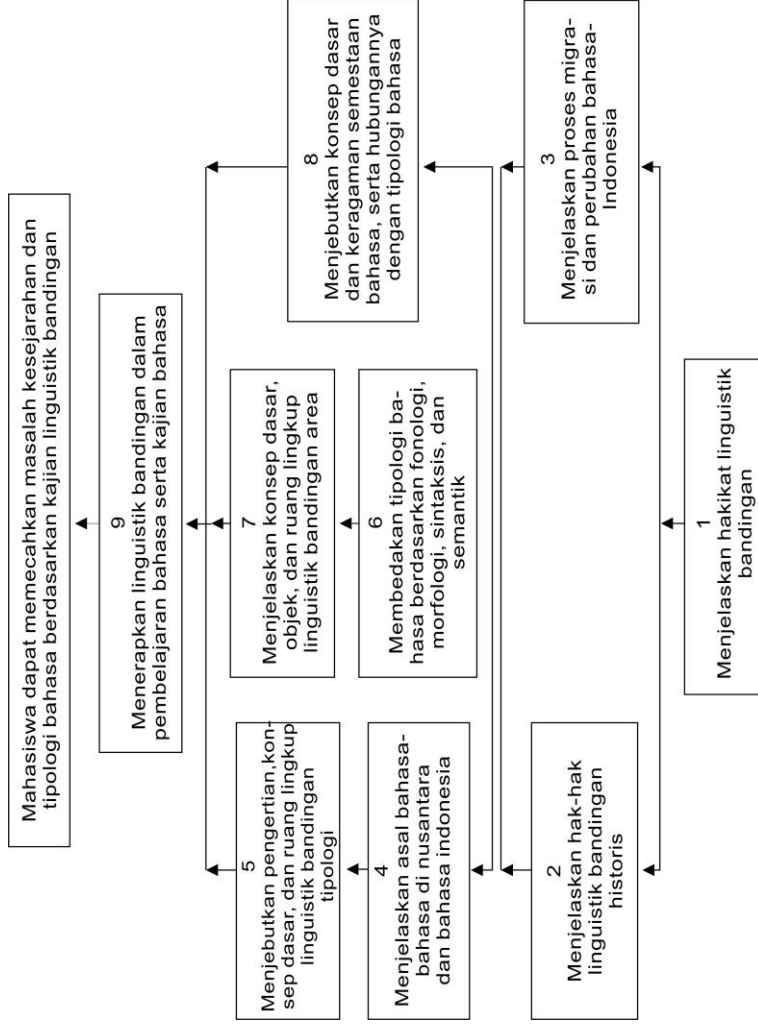 Mahasiswa dapat memecahkan masalah kesejarahan dan
tipologi bahasa berdasarkan kajian linguistik bandingan
9
Menerapkan linguistik bandingan dalam
pembelajaran bahasa serta kajian bahasa
5
Menjebutkan pengertian,kon-
sep dasar, dan ruang lingkup
linguistik bandingan
tipologi
7
Menjelaskan konsep dasar,
objek, dan ruang lingkup
linguistik bandingan area
8
Menjebutkan konsep dasar
dan keragaman semestaan
bahasa, serta hubungannya
dengan tipologi bahasa
4
Menjelaskan asal bahasa-
bahasa di nusantara
dan bahasa indonesia
6
Membedakan tipologi ba-
hasa berdasarkan fonologi,
morfologi, sintaksis, dan
semantik
2
Menjelaskan hak-hak
linguistik bandingan
historis
3
Menjelaskan proses migra-
si dan perubahan bahasa-
Indonesia
1
Menjelaskan hakikat linguistik
bandingan